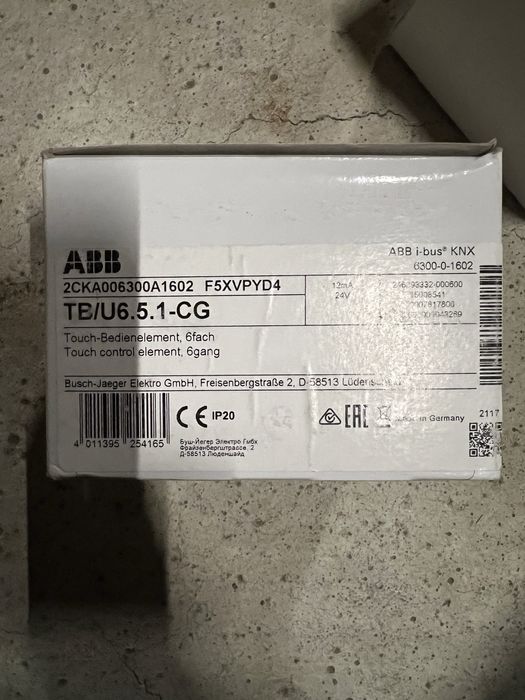 ABB
ABB i-bus® KNX
6300-0-1602
2CKA006300A1602 F5XVPYD4
TB/U6.5.1-CG
12mA
24V
Touch-Bedienelement, 6fach
Touch control element, 6gang
Busch-Jaeger Elektro GmbH, Freisenbergstraße 2, D-58513
CE IP20
EAC
in Germany
2117
4 011395 254165
Буш-Йегер Электро Гмбх
Фрайзенбергштрассе 2
Д-58513 Люденшайд